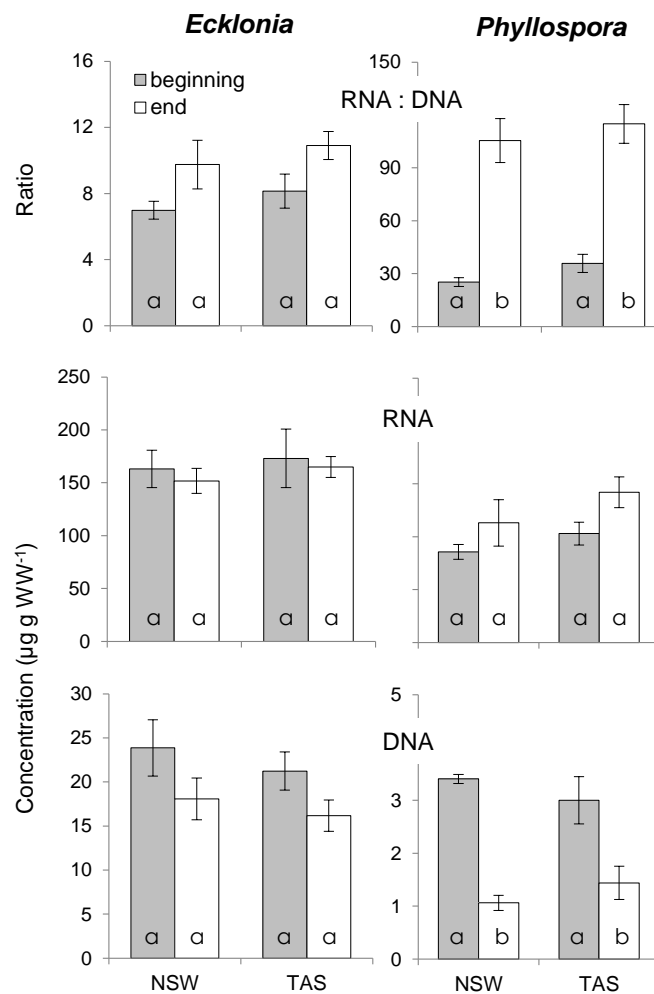 Ecklonia Phyllospora
beginning
end
RNA : DNA
Ratio
16
12
8
4
0
a a a a
150
90
60
30
0
a b a b
RNA
Concentration (µg g WW⁻¹)
250
200
150
100
50
0
a a a a
a a a a
DNA
30
25
20
15
10
5
0
a a a a
NSW TAS
5
3
2
1
0
a b a b
NSW TAS